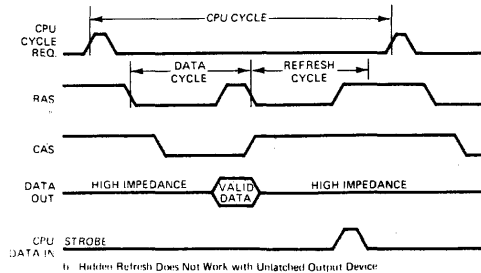 CPU CYCLE
CPU
CYCLE
REQ.
DATA
CYCLE
REFRESH
CYCLE
RAS
CAS
DATA
OUT
HIGH IMPEDANCE
VALID
DATA
HIGH IMPEDANCE
CPU
DATA IN
STROBE
b. Hidden Refresh Does Not Work with Unlatched Output Device